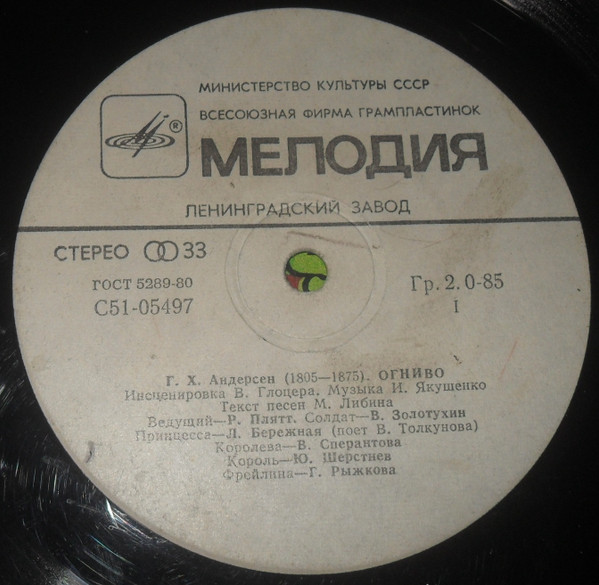 МИНИСТЕРСТВО КУЛЬТУРЫ СССР
ВСЕСОЮЗНАЯ ФИРМА ГРАМПЛАСТИНОК
®
МЕЛОДИЯ
ЛЕНИНГРАДСКИЙ ЗАВОД
СТЕРЕО 33
ГОСТ 5289-80
С51-05497
Гр. 2. 0-85
I
Г. Х. Андерсен (1805—1875). ОГНИВО
Инсценировка В. Глоцера. Музыка И. Якушенко
Текст песен М. Либина
Ведущий—Р. Плятт. Солдат—В. Золотухин
Принцесса—Л. Бережная (поет В. Толкунова)
Королева—В. Сперантова
Король—Ю. Шерстнев
Фрейлина—Г. Рыжкова